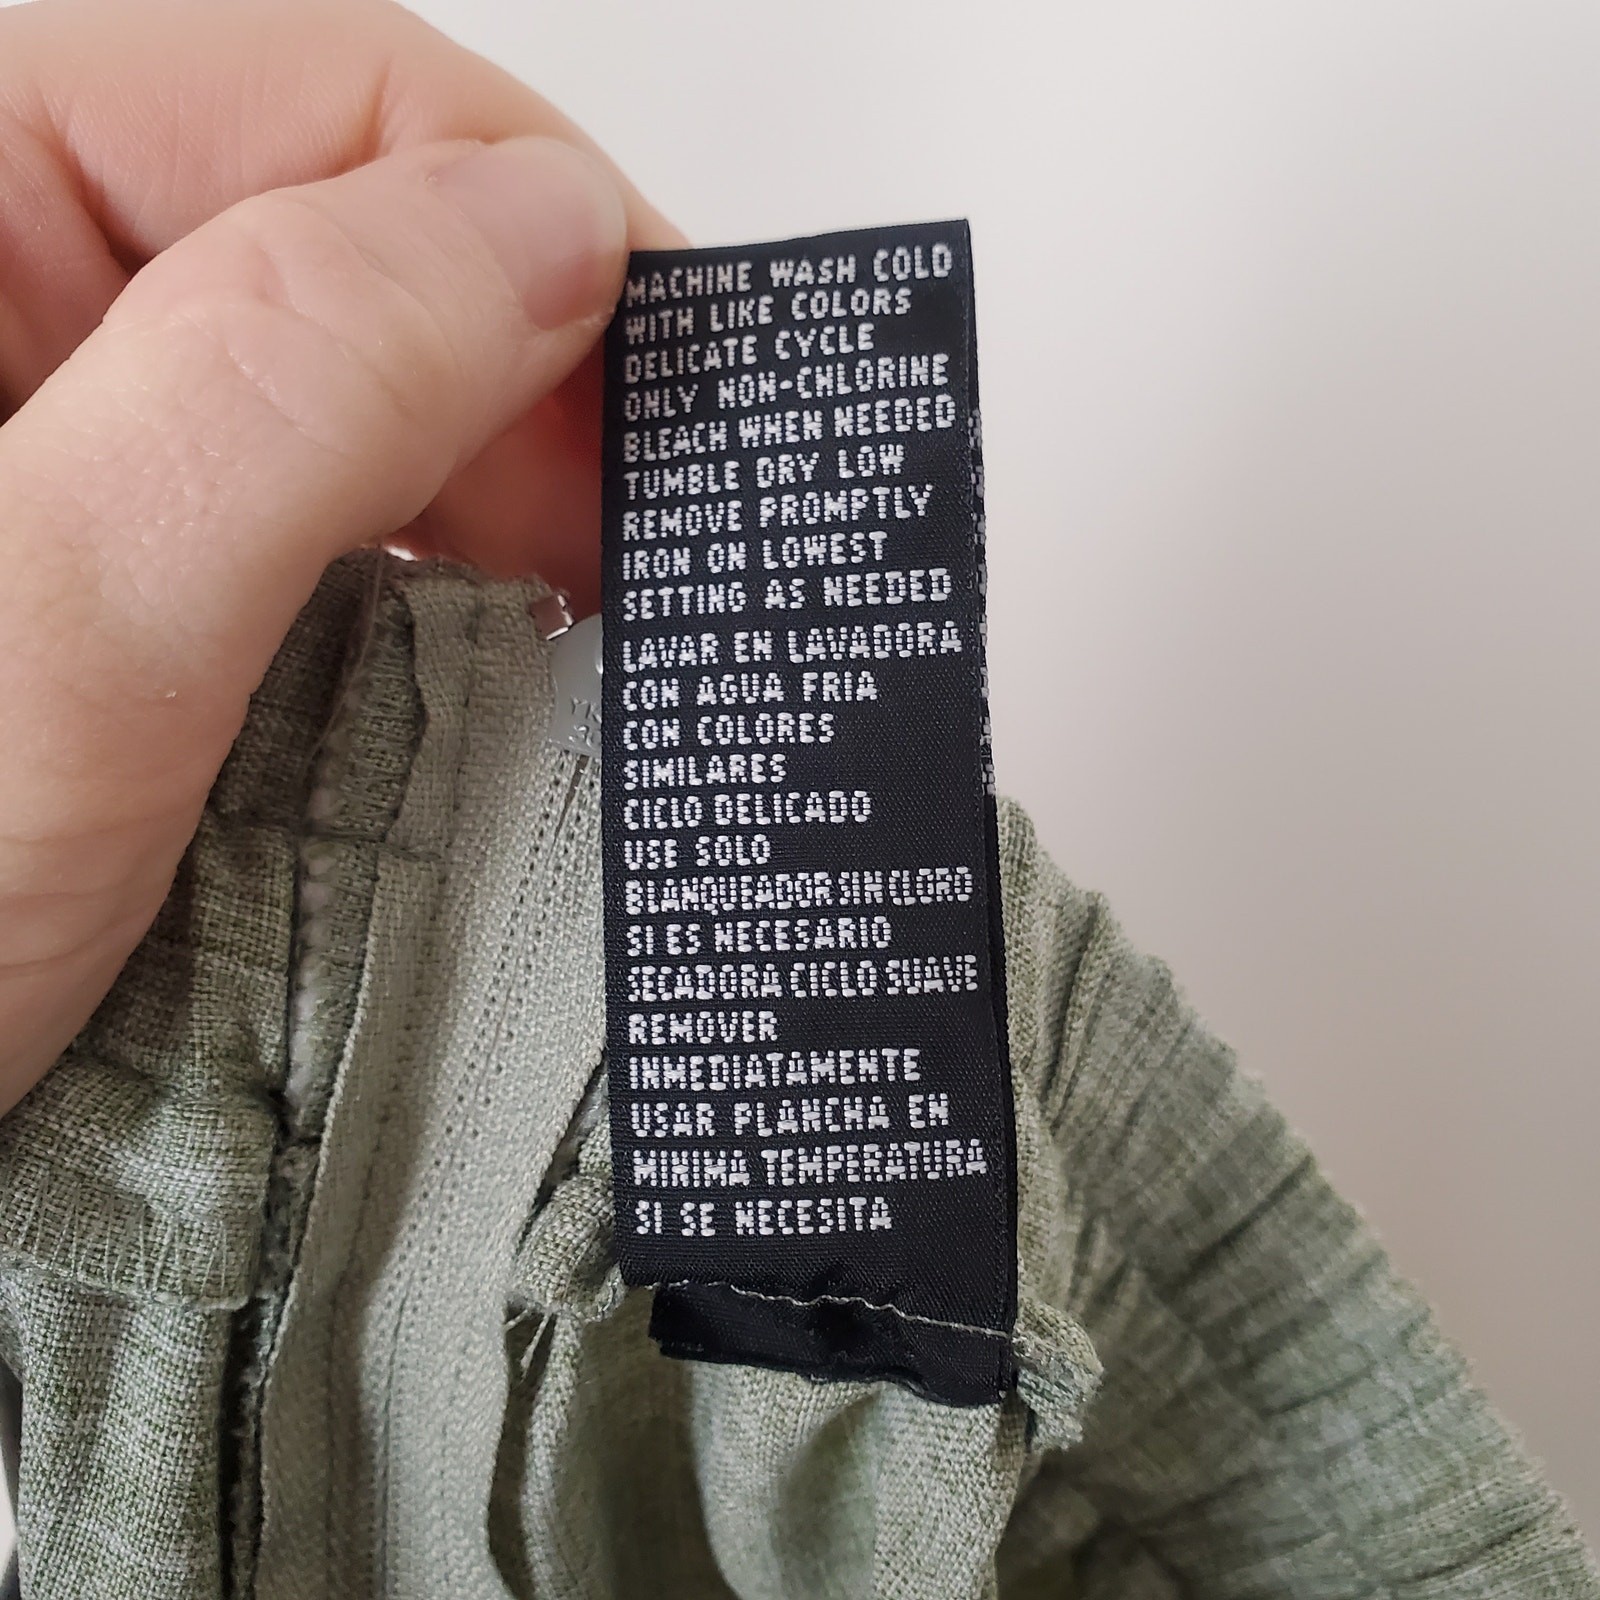 MACHINE WASH COLD
WITH LIKE COLORS
DELICATE CYCLE
ONLY NON-CHLORINE
BLEACH WHEN NEEDED
TUMBLE DRY LOW
REMOVE PROMPTLY
IRON ON LOWEST
SETTING AS NEEDED
LAVAR EN LAVADORA
CON AGUA FRIA
CON COLORES
SIMILARES
CICLO DELICADO
USE SOLO
BLANQUEADOR SIN CLORO
SI ES NECESARIO
SECADORA CICLO SUAVE
REMOVER
INMEDIATAMENTE
USAR PLANCHA EN
MINIMA TEMPERATURA
SI SE NECESITA